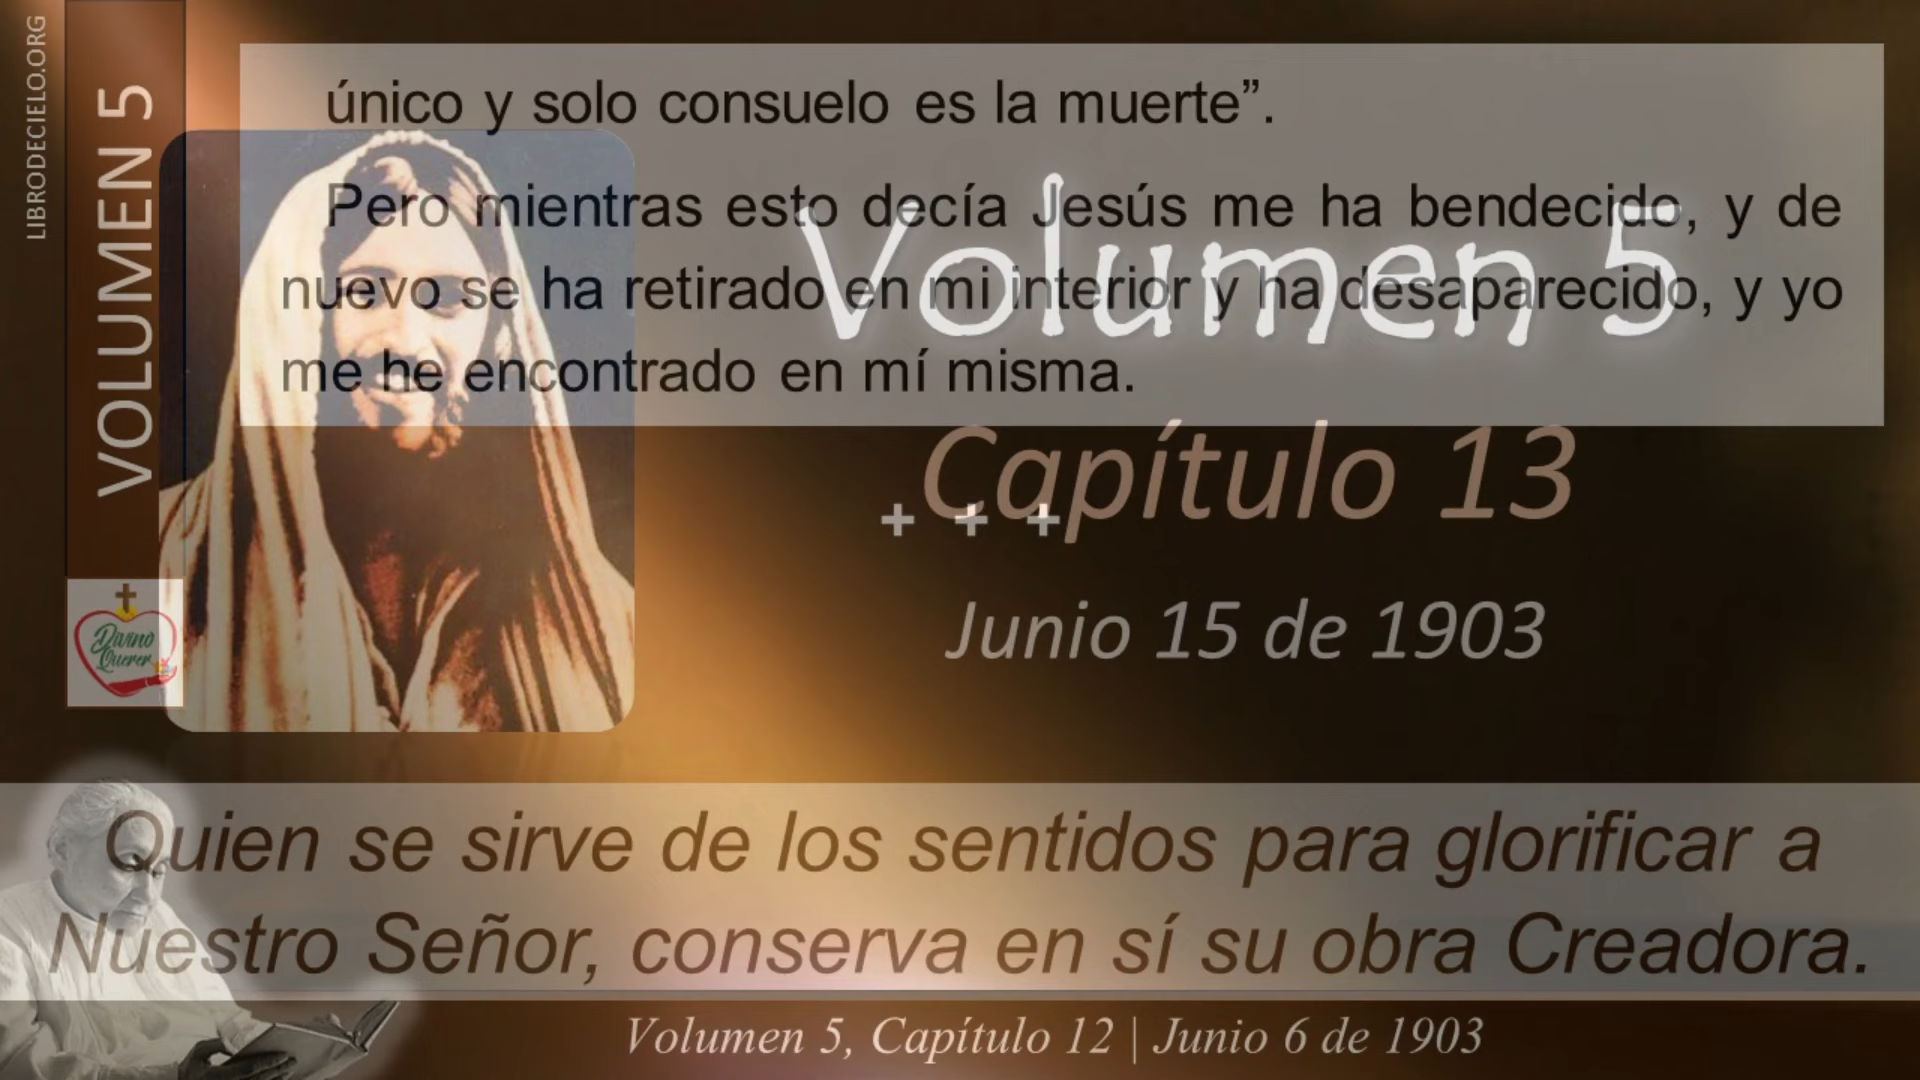 LIBRODECIELO.ORG
VOLUMEN 5
único y solo consuelo es la muerte”.
Pero mientras esto decía Jesús me ha bendecido, y de
nuevo se ha retirado en mi interior y ha desaparecido, y yo
me he encontrado en mí misma.
Volumen 5
Capítulo 13
+ + +
Junio 15 de 1903
Divino
Querer
Quien se sirve de los sentidos para glorificar a
Nuestro Señor, conserva en sí su obra Creadora.
Volumen 5, Capítulo 12 | Junio 6 de 1903